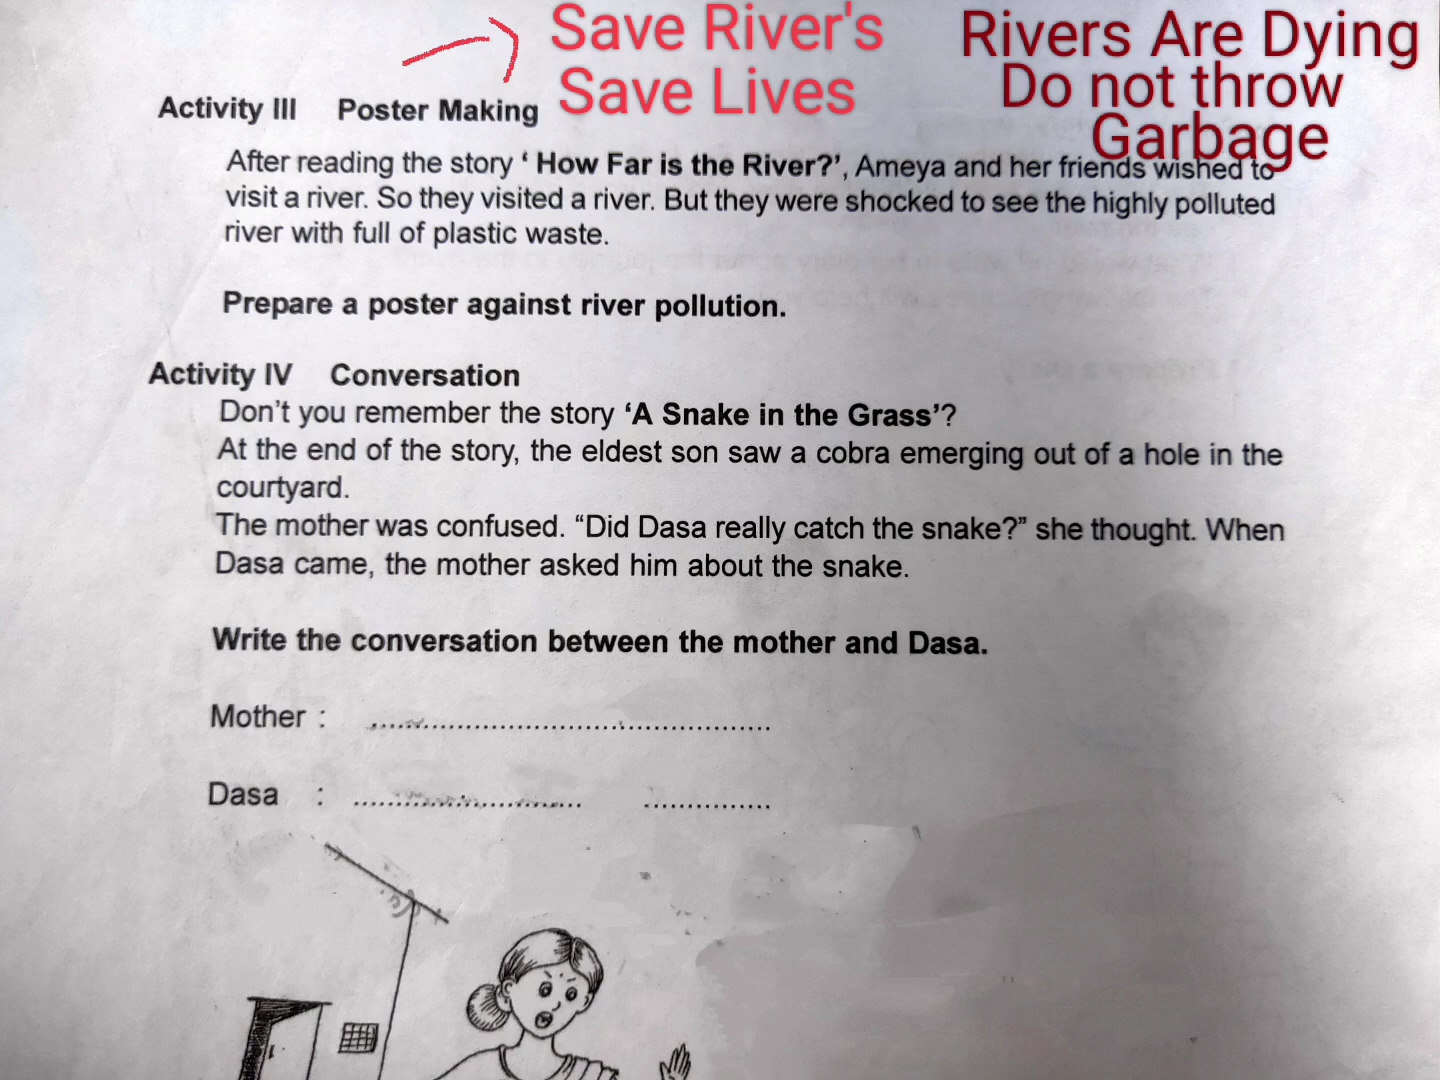 Save River's
Save Lives
Rivers Are Dying
Do not throw
Garbage
Activity III Poster Making
After reading the story ‘ How Far is the River?’, Ameya and her friends wished to
visit a river. So they visited a river. But they were shocked to see the highly polluted
river with full of plastic waste.
Prepare a poster against river pollution.
Activity IV Conversation
Don't you remember the story ‘A Snake in the Grass’?
At the end of the story, the eldest son saw a cobra emerging out of a hole in the
courtyard.
The mother was confused. “Did Dasa really catch the snake?” she thought. When
Dasa came, the mother asked him about the snake.
Write the conversation between the mother and Dasa.
Mother : ..................................................
Dasa : ............................. ................